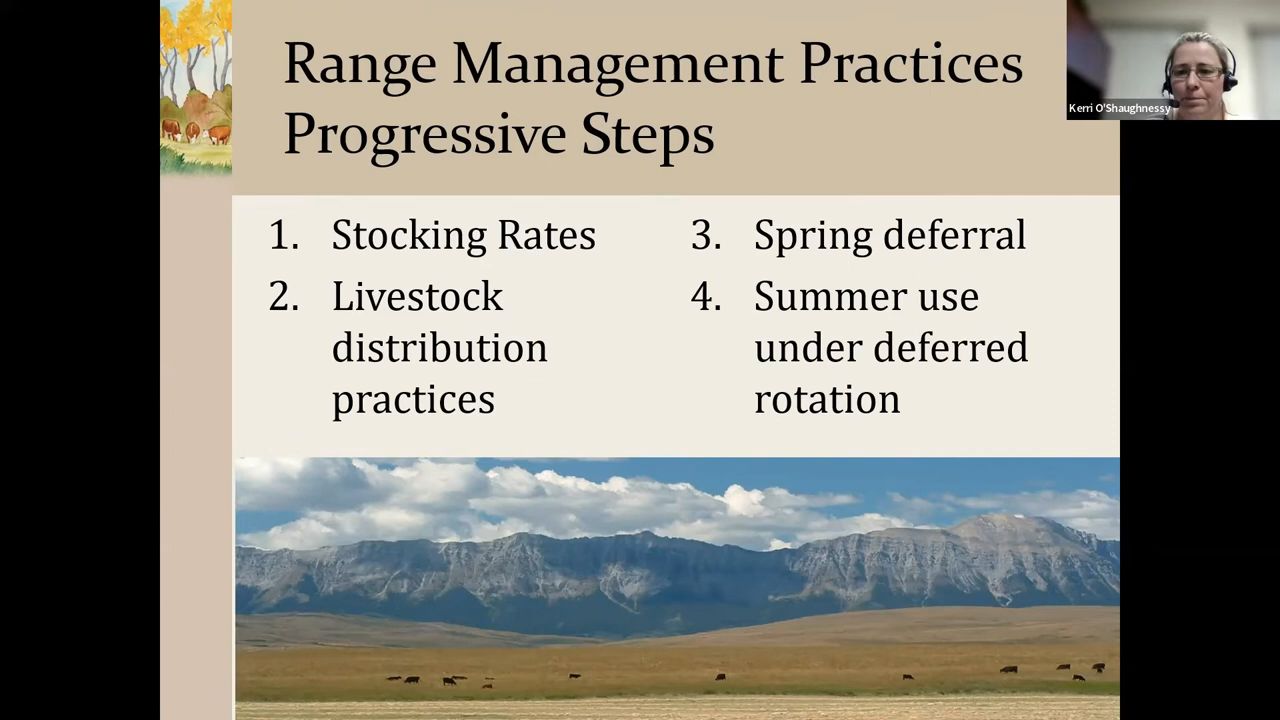 Range Management Practices
Progressive Steps
Kerri O'Shaughnessy
1. Stocking Rates
2. Livestock
distribution
practices
3. Spring deferral
4. Summer use
under deferred
rotation